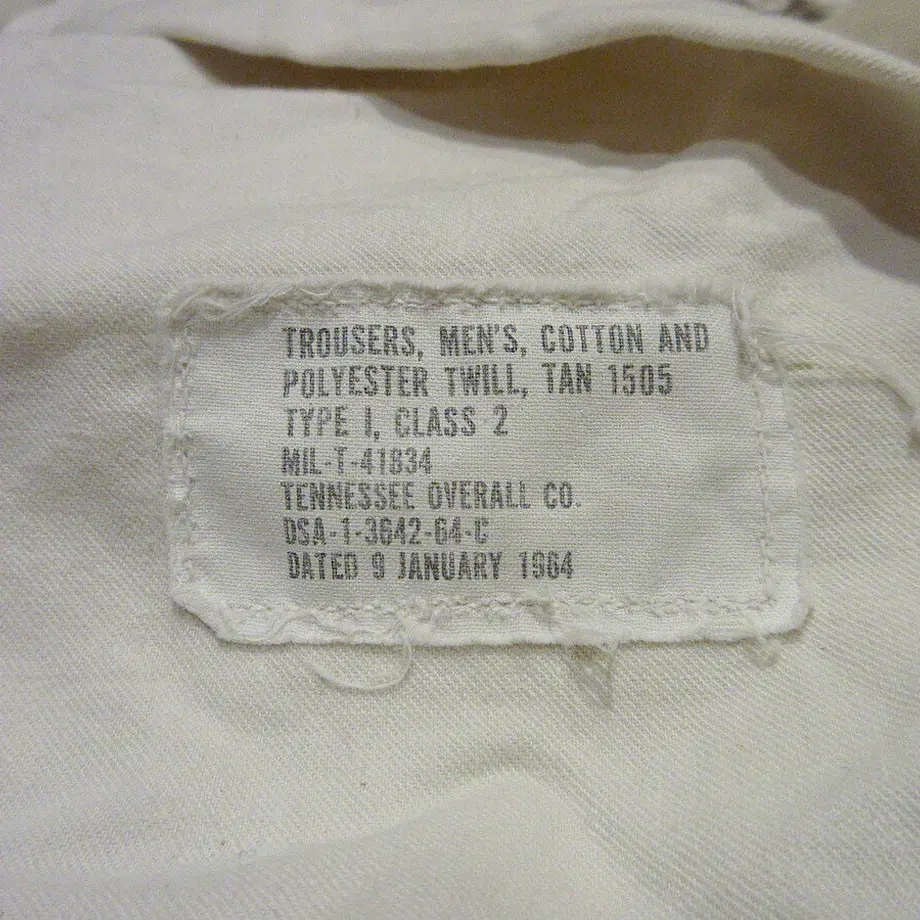 TROUSERS, MEN'S, COTTON AND
POLYESTER TWILL, TAN 1505
TYPE I, CLASS 2
MIL-T-41834
TENNESSEE OVERALL CO.
DSA-1-3642-64-C
DATED 9 JANUARY 1964